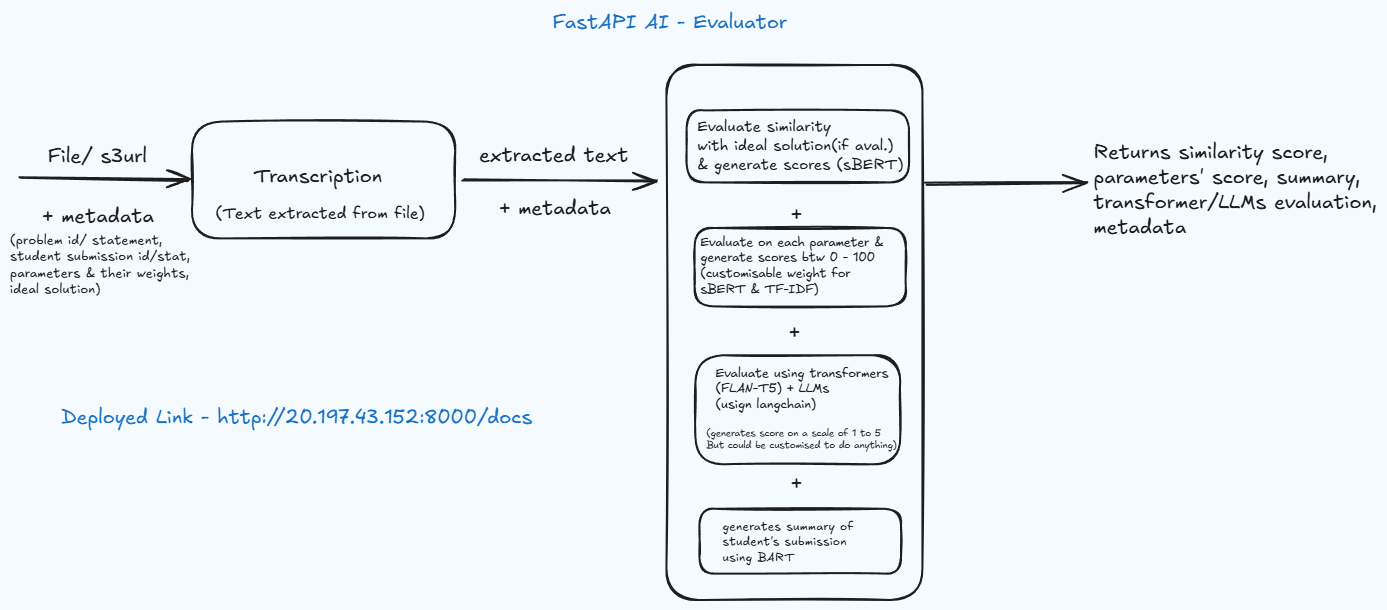 FastAPI AI - Evaluator
File/ s3url
+ metadata
(problem id/ statement,
student submission id/stat,
parameters & their weights,
ideal solution)
Transcription
(Text extracted from file)
extracted text
+ metadata
Evaluate similarity
with ideal solution(if aval.)
& generate scores (sBERT)
+
Evaluate on each parameter &
generate scores btw 0 - 100
(customisable weight for
sBERT & TF-IDF)
+
Evaluate using transformers
(FLAN-T5) + LLMs
(usign langchain)
(generates score on a scale of 1 to 5
But could be customised to do anything)
+
generates summary of
student's submission
using BART
Returns similarity score,
parameters' score, summary,
transformer/LLMs evaluation,
metadata
Deployed Link - http://20.197.43.152:8000/docs